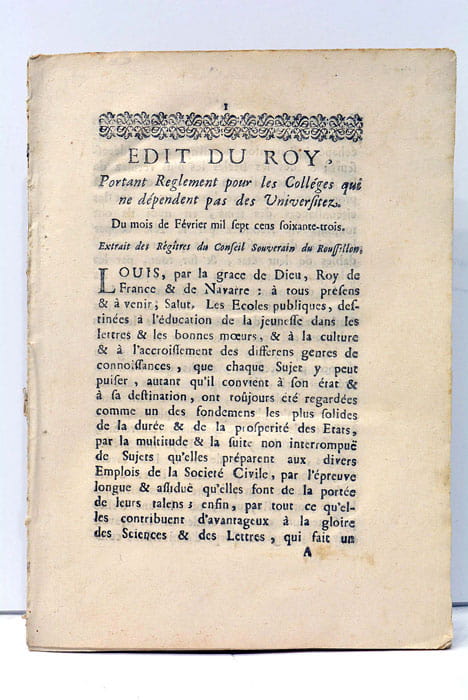 1
EDIT DU ROY,
Portant Reglement pour les Colléges qui
ne dépendent pas des Universitez.
Du mois de Février mil sept cens soixante-trois.
Extrait des Régîtres du Conseil Souverain du Roussillon.
LOUIS, par la grace de Dieu, Roy de
France & de Navarre : à tous présens
& à venir; Salut. Les Ecoles publiques, des-
tinées à l'éducation de la jeunesse dans les
lettres & les bonnes mœurs, & à la culture
& à l'accroissement des differens genres de
connoissances, que chaque Sujet y peut
puiser, autant qu'il convient à son état &
à sa destination, ont toûjours été regardées
comme un des fondemens les plus solides
de la durée & de la prosperité des Etats,
par la multitude & la suite non interrompuë
de Sujets qu'elles préparent aux divers
Emplois de la Societé Civile, par l'épreuve
longue & assiduë qu'elles font de la portée
de leurs talens; enfin, par tout ce qu'el-
les contribuent d'avantageux à la gloire
des Sciences & des Lettres, qui fait un
A